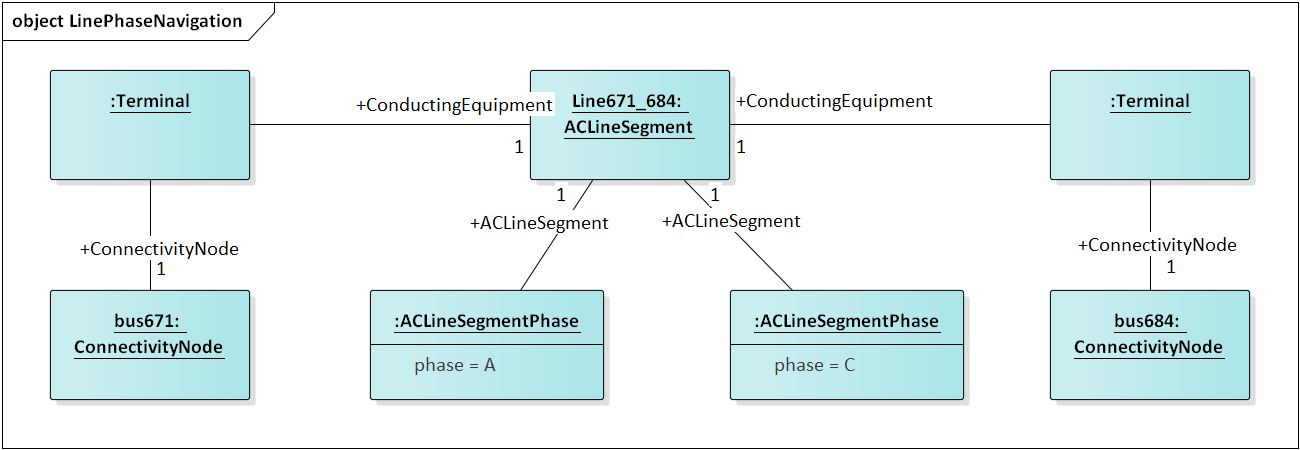 object LinePhaseNavigation
:Terminal
+ConductingEquipment
1
Line671_684:
ACLineSegment
+ConductingEquipment
1
:Terminal
1
+ACLineSegment
1
+ACLineSegment
+ConnectivityNode
1
+ConnectivityNode
1
bus671:
ConnectivityNode
:ACLineSegmentPhase
phase = A
:ACLineSegmentPhase
phase = C
bus684:
ConnectivityNode